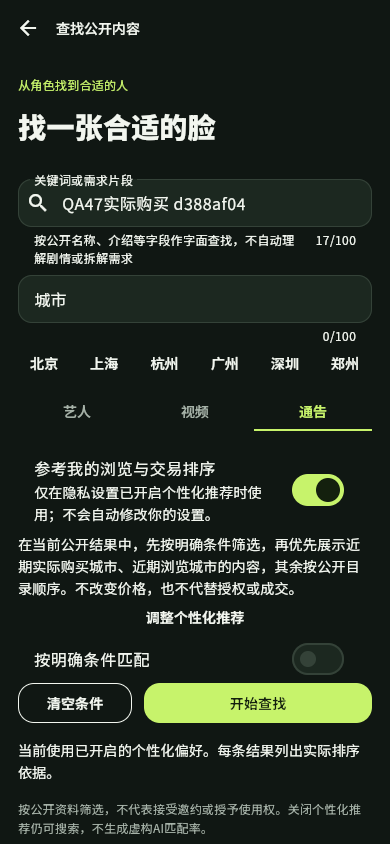 查找公开内容
从角色找到合适的人
找一张合适的脸
关键词或需求片段
QA47实际购买 d388af04
按公开名称、介绍等字段作字面查找，不自动理
解剧情或拆解需求
17/100
城市
0/100
北京 上海 杭州 广州 深圳 郑州
艺人 视频 通告
参考我的浏览与交易排序
仅在隐私设置已开启个性化推荐时使
用；不会自动修改你的设置。
在当前公开结果中，先按明确条件筛选，再优先展示近
期实际购买城市、近期浏览城市的内容，其余按公开目
录顺序。不改变价格，也不代替授权或成交。
调整个性化推荐
按明确条件匹配
清空条件 开始查找
当前使用已开启的个性化偏好。每条结果列出实际排序
依据。
按公开资料筛选，不代表接受邀约或授予使用权。关闭个性化推
荐仍可搜索，不生成虚构AI匹配率。